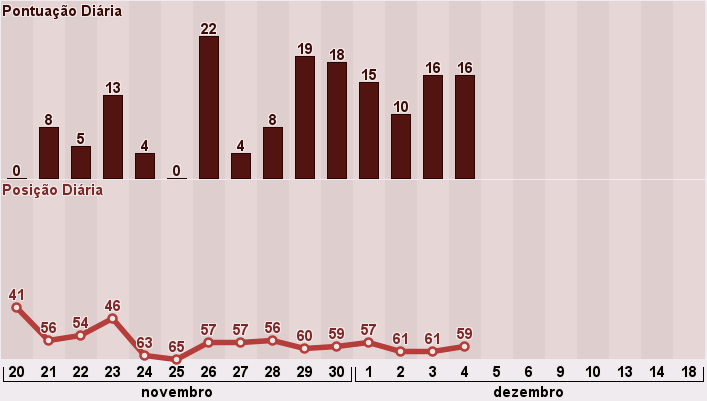 Pontuação Diária
0 8 5 13 4 0 22 4 8 19 18 15 10 16 16
Posição Diária
41 56 54 46 63 65 57 57 56 60 59 57 61 61 59
20 21 22 23 24 25 26 27 28 29 30 1 2 3 4 5 6 9 10 13 14 18
novembro dezembro